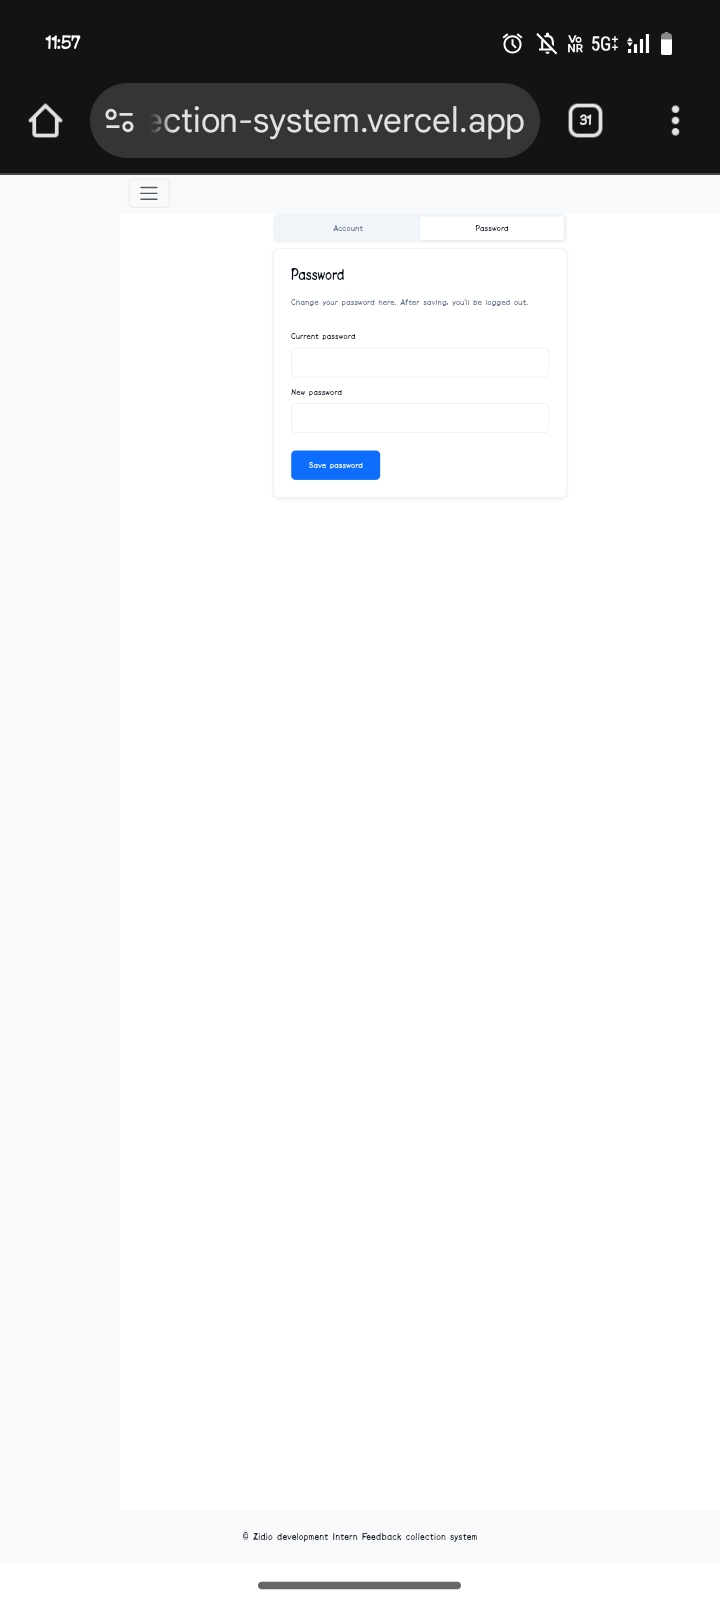 11:57
Vo
NR
5G‡
ection-system.vercel.app
31
Account
Password
Password
Change your password here. After saving, you'll be logged out.
Current password
New password
Save password
© Zidio development Intern Feedback collection system